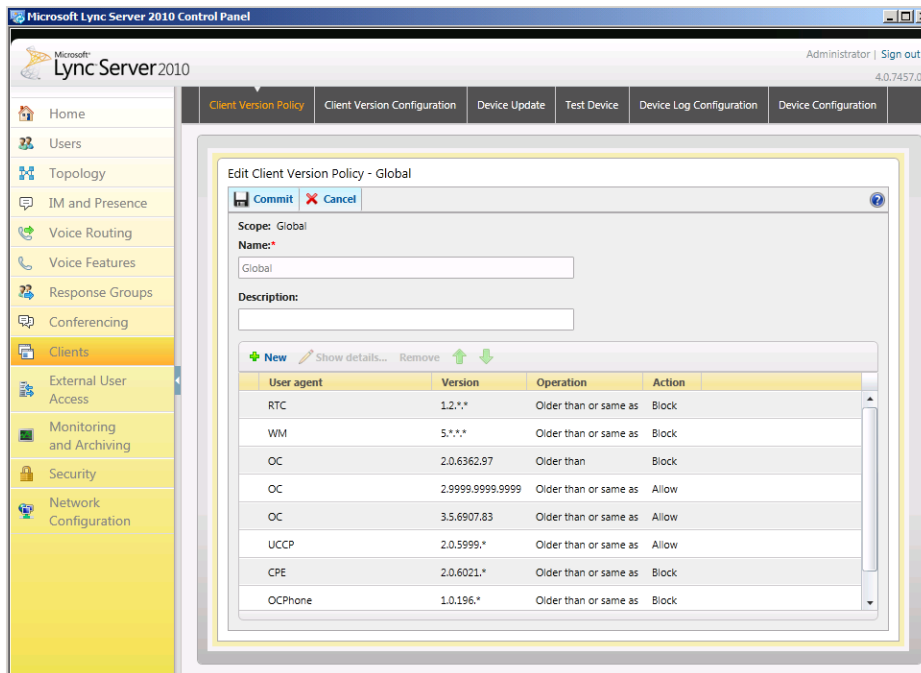 Microsoft Lync Server 2010 Control Panel
Microsoft
Lync Server 2010
Administrator | Sign out
4.0.7457.0
Home
Users
Topology
IM and Presence
Voice Routing
Voice Features
Response Groups
Conferencing
Clients
External User
Access
Monitoring
and Archiving
Security
Network
Configuration
Client Version Policy Client Version Configuration Device Update Test Device Device Log Configuration Device Configuration
Edit Client Version Policy - Global
Commit Cancel
Scope: Global
Name:*
Global
Description:
New Show details... Remove
User agent Version Operation Action
RTC 1.2.*.* Older than or same as Block
WM 5.*.*.* Older than or same as Block
OC 2.0.6362.97 Older than Block
OC 2.9999.9999.9999 Older than or same as Allow
OC 3.5.6907.83 Older than or same as Allow
UCCP 2.0.5999.* Older than or same as Allow
CPE 2.0.6021.* Older than or same as Block
OCPhone 1.0.196.* Older than or same as Block